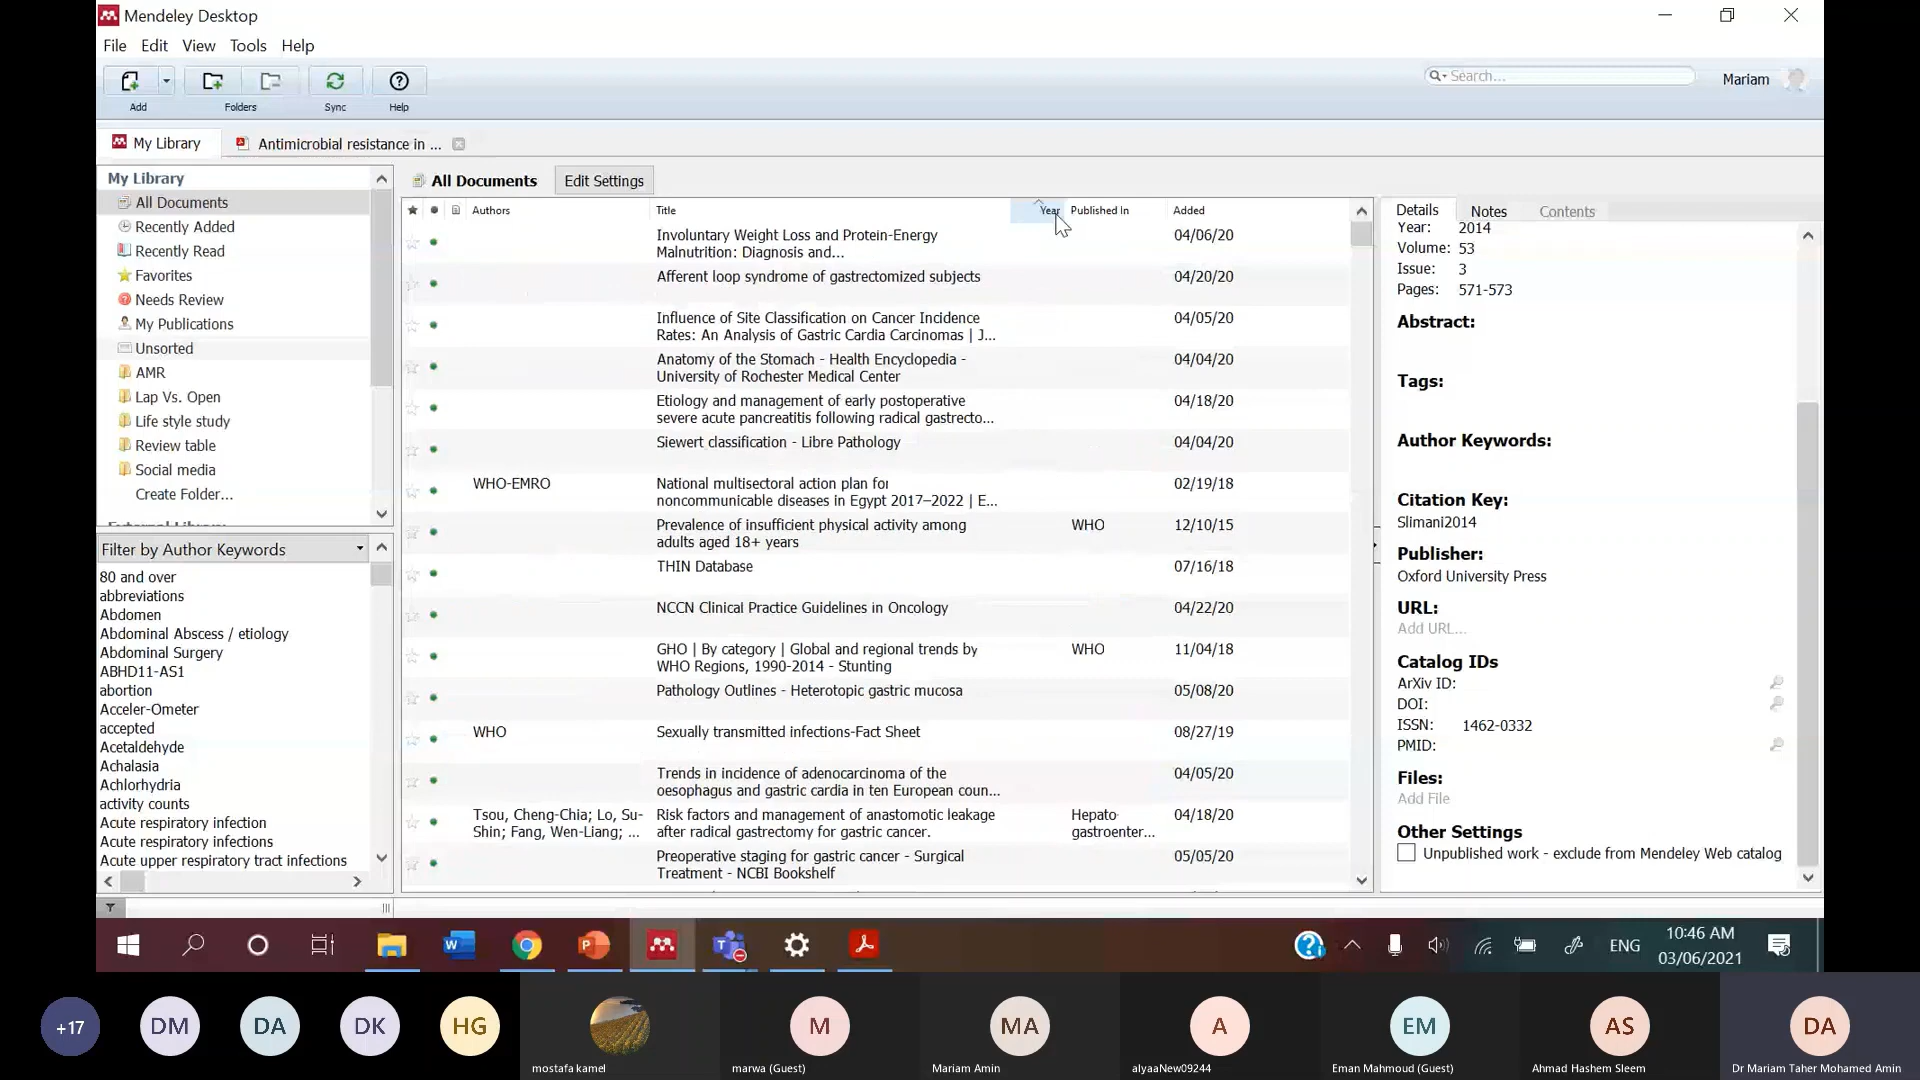 Mendeley Desktop
File Edit View Tools Help
Add
Folders
Sync
Help
Search...
Mariam
My Library
Antimicrobial resistance in ...
My Library
All Documents
Recently Added
Recently Read
Favorites
Needs Review
My Publications
Unsorted
AMR
Lap Vs. Open
Life style study
Review table
Social media
Create Folder...
Filter by Author Keywords
80 and over
abbreviations
Abdomen
Abdominal Abscess / etiology
Abdominal Surgery
ABHD11-AS1
abortion
Acceler-Ometer
accepted
Acetaldehyde
Achalasia
Achlorhydria
activity counts
Acute respiratory infection
Acute respiratory infections
Acute upper respiratory tract infections
All Documents Edit Settings
Authors Title Year Published In Added
Involuntary Weight Loss and Protein-Energy 04/06/20
Malnutrition: Diagnosis and...
Afferent loop syndrome of gastrectomized subjects 04/20/20
Influence of Site Classification on Cancer Incidence 04/05/20
Rates: An Analysis of Gastric Cardia Carcinomas | J...
Anatomy of the Stomach - Health Encyclopedia - 04/04/20
University of Rochester Medical Center
Etiology and management of early postoperative 04/18/20
severe acute pancreatitis following radical gastrecto...
Siewert classification - Libre Pathology 04/04/20
WHO-EMRO National multisectoral action plan for 02/19/18
noncommunicable diseases in Egypt 2017–2022 | E...
Prevalence of insufficient physical activity among WHO 12/10/15
adults aged 18+ years
THIN Database 07/16/18
NCCN Clinical Practice Guidelines in Oncology 04/22/20
GHO | By category | Global and regional trends by WHO 11/04/18
WHO Regions, 1990-2014 - Stunting
Pathology Outlines - Heterotopic gastric mucosa 05/08/20
WHO Sexually transmitted infections-Fact Sheet 08/27/19
Trends in incidence of adenocarcinoma of the 04/05/20
oesophagus and gastric cardia in ten European coun...
Tsou, Cheng-Chia; Lo, Su- Risk factors and management of anastomotic leakage Hepato- 04/18/20
Shin; Fang, Wen-Liang; ... after radical gastrectomy for gastric cancer. gastroenter...
Preoperative staging for gastric cancer - Surgical 05/05/20
Treatment - NCBI Bookshelf
Details Notes Contents
Year: 2014
Volume: 53
Issue: 3
Pages: 571-573
Abstract:
Tags:
Author Keywords:
Citation Key:
Slimani2014
Publisher:
Oxford University Press
URL:
Add URL...
Catalog IDs
ArXiv ID:
DOI:
ISSN: 1462-0332
PMID:
Files:
Add File
Other Settings
Unpublished work - exclude from Mendeley Web catalog
ENG
10:46 AM
03/06/2021
+17
DM
DA
DK
HG
mostafa kamel
M
marwa (Guest)
MA
Mariam Amin
A
alyaaNew09244
EM
Eman Mahmoud (Guest)
AS
Ahmad Hashem Sleem
DA
Dr Mariam Taher Mohamed Amin